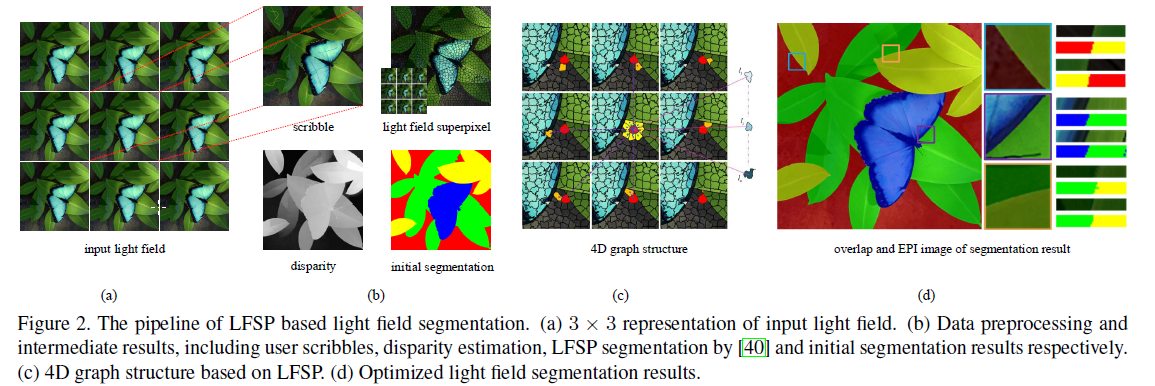 scribble
light field superpixel
input light field
disparity
initial segmentation
4D graph structure
overlap and EPI image of segmentation result
(a)
(b)
(c)
(d)
Figure 2. The pipeline of LFSP based light field segmentation. (a) 3 × 3 representation of input light field. (b) Data preprocessing and
intermediate results, including user scribbles, disparity estimation, LFSP segmentation by [40] and initial segmentation results respectively.
(c) 4D graph structure based on LFSP. (d) Optimized light field segmentation results.